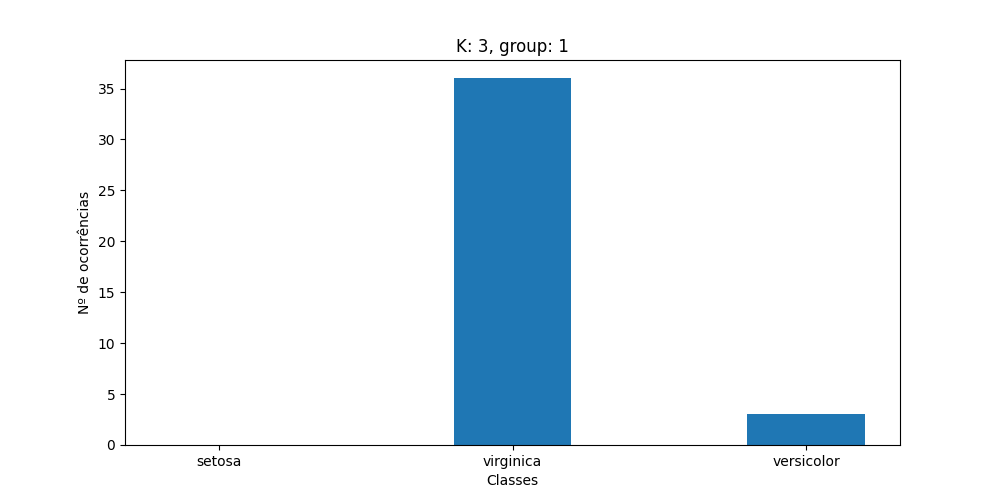 K: 3, group: 1
35
30
25
20
15
10
5
0
Nº de ocorrências
setosa virginica versicolor
Classes